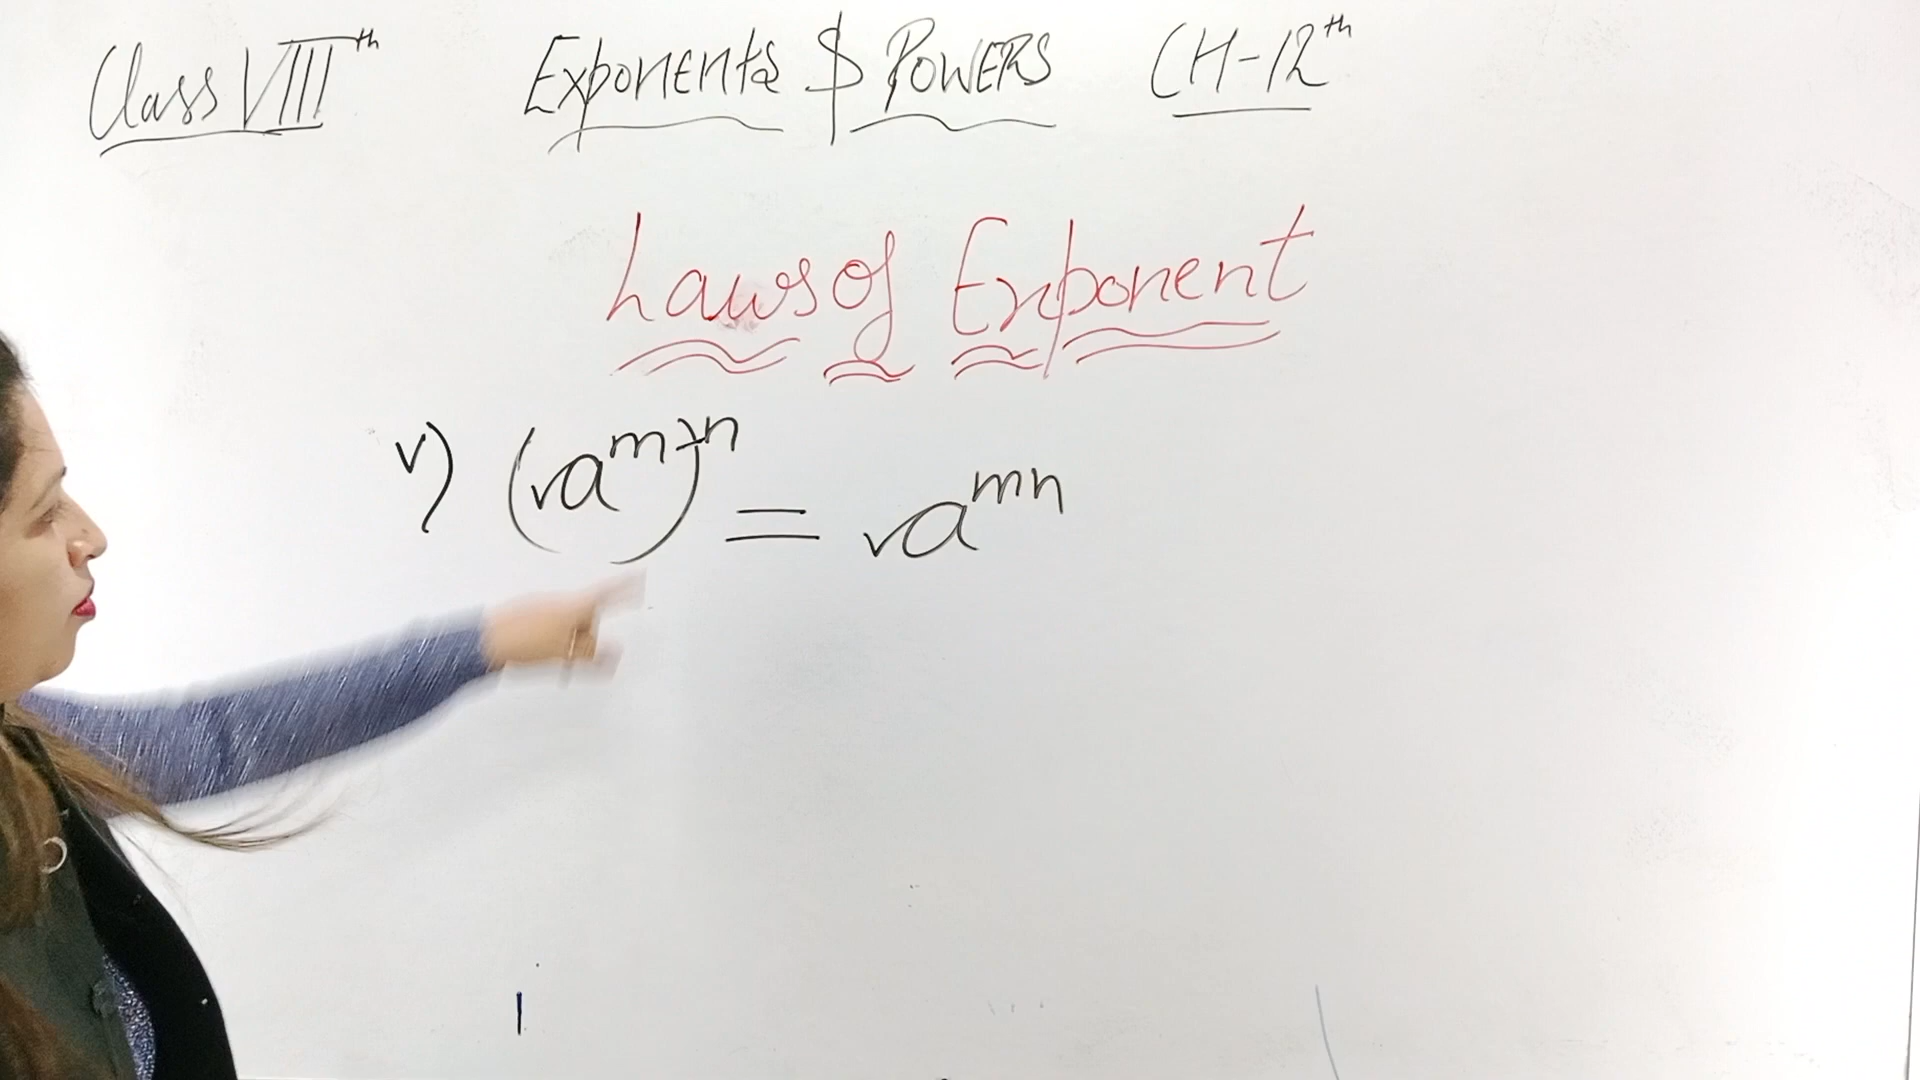 Class VIIIth Exponents & POWERS CH-12th
Laws of Exponent
v) (a^m)^n = a^mn